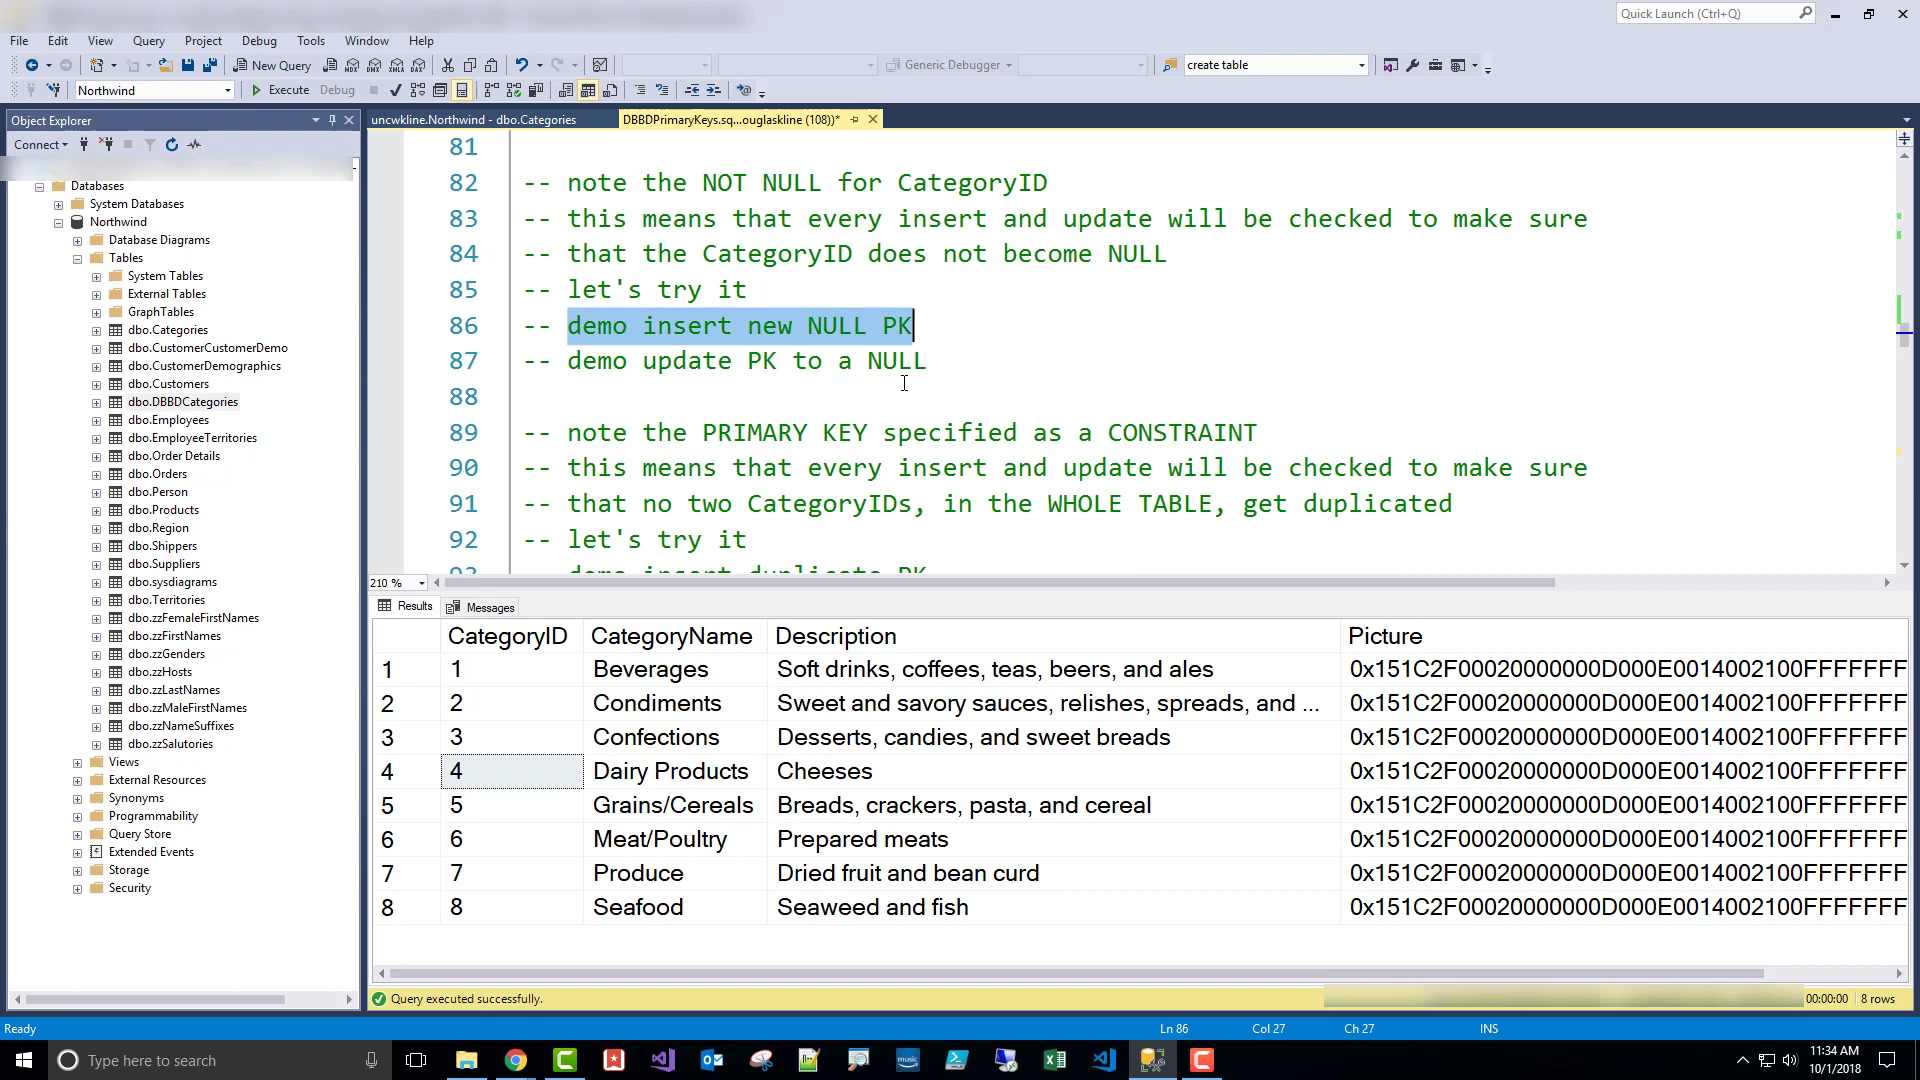 Quick Launch (Ctrl+Q)
File Edit View Query Project Debug Tools Window Help
New Query Generic Debugger create table
Northwind Execute Debug
Object Explorer
Connect
Databases
System Databases
Northwind
Database Diagrams
Tables
System Tables
External Tables
GraphTables
dbo.Categories
dbo.CustomerCustomerDemo
dbo.CustomerDemographics
dbo.Customers
dbo.DBBDCategories
dbo.Employees
dbo.EmployeeTerritories
dbo.Order Details
dbo.Orders
dbo.Person
dbo.Products
dbo.Region
dbo.Shippers
dbo.Suppliers
dbo.sysdiagrams
dbo.Territories
dbo.zzFemaleFirstNames
dbo.zzFirstNames
dbo.zzGenders
dbo.zzHosts
dbo.zzLastNames
dbo.zzMaleFirstNames
dbo.zzNameSuffixes
dbo.zzSalutories
Views
External Resources
Synonyms
Programmability
Query Store
Extended Events
Storage
Security
uncwkline.Northwind - dbo.Categories DBBDPrimaryKeys.sq...ouglaskline (108))*
81
82 -- note the NOT NULL for CategoryID
83 -- this means that every insert and update will be checked to make sure
84 -- that the CategoryID does not become NULL
85 -- let's try it
86 -- demo insert new NULL PK
87 -- demo update PK to a NULL
88
89 -- note the PRIMARY KEY specified as a CONSTRAINT
90 -- this means that every insert and update will be checked to make sure
91 -- that no two CategoryIDs, in the WHOLE TABLE, get duplicated
92 -- let's try it
93 -- demo insert duplicate PK
210 %
Results Messages
CategoryID CategoryName Description Picture
1 1 Beverages Soft drinks, coffees, teas, beers, and ales 0x151C2F00020000000D000E0014002100FFFFFFFF
2 2 Condiments Sweet and savory sauces, relishes, spreads, and ... 0x151C2F00020000000D000E0014002100FFFFFFFF
3 3 Confections Desserts, candies, and sweet breads 0x151C2F00020000000D000E0014002100FFFFFFFF
4 4 Dairy Products Cheeses 0x151C2F00020000000D000E0014002100FFFFFFFF
5 5 Grains/Cereals Breads, crackers, pasta, and cereal 0x151C2F00020000000D000E0014002100FFFFFFFF
6 6 Meat/Poultry Prepared meats 0x151C2F00020000000D000E0014002100FFFFFFFF
7 7 Produce Dried fruit and bean curd 0x151C2F00020000000D000E0014002100FFFFFFFF
8 8 Seafood Seaweed and fish 0x151C2F00020000000D000E0014002100FFFFFFFF
Query executed successfully. 00:00:00 8 rows
Ready Ln 86 Col 27 Ch 27 INS
Type here to search music 11:34 AM
10/1/2018